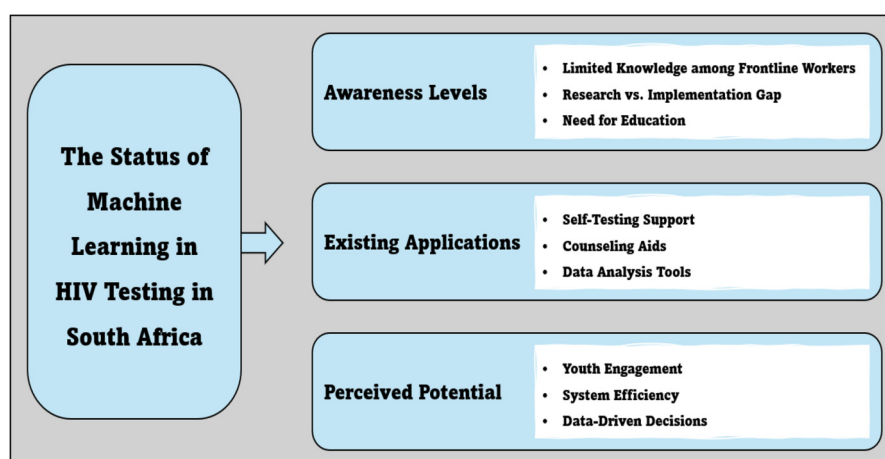 The Status of
Machine
Learning in
HIV Testing in
South Africa
Awareness Levels
• Limited Knowledge among Frontline Workers
• Research vs. Implementation Gap
• Need for Education
Existing Applications
• Self-Testing Support
• Counseling Aids
• Data Analysis Tools
Perceived Potential
• Youth Engagement
• System Efficiency
• Data-Driven Decisions